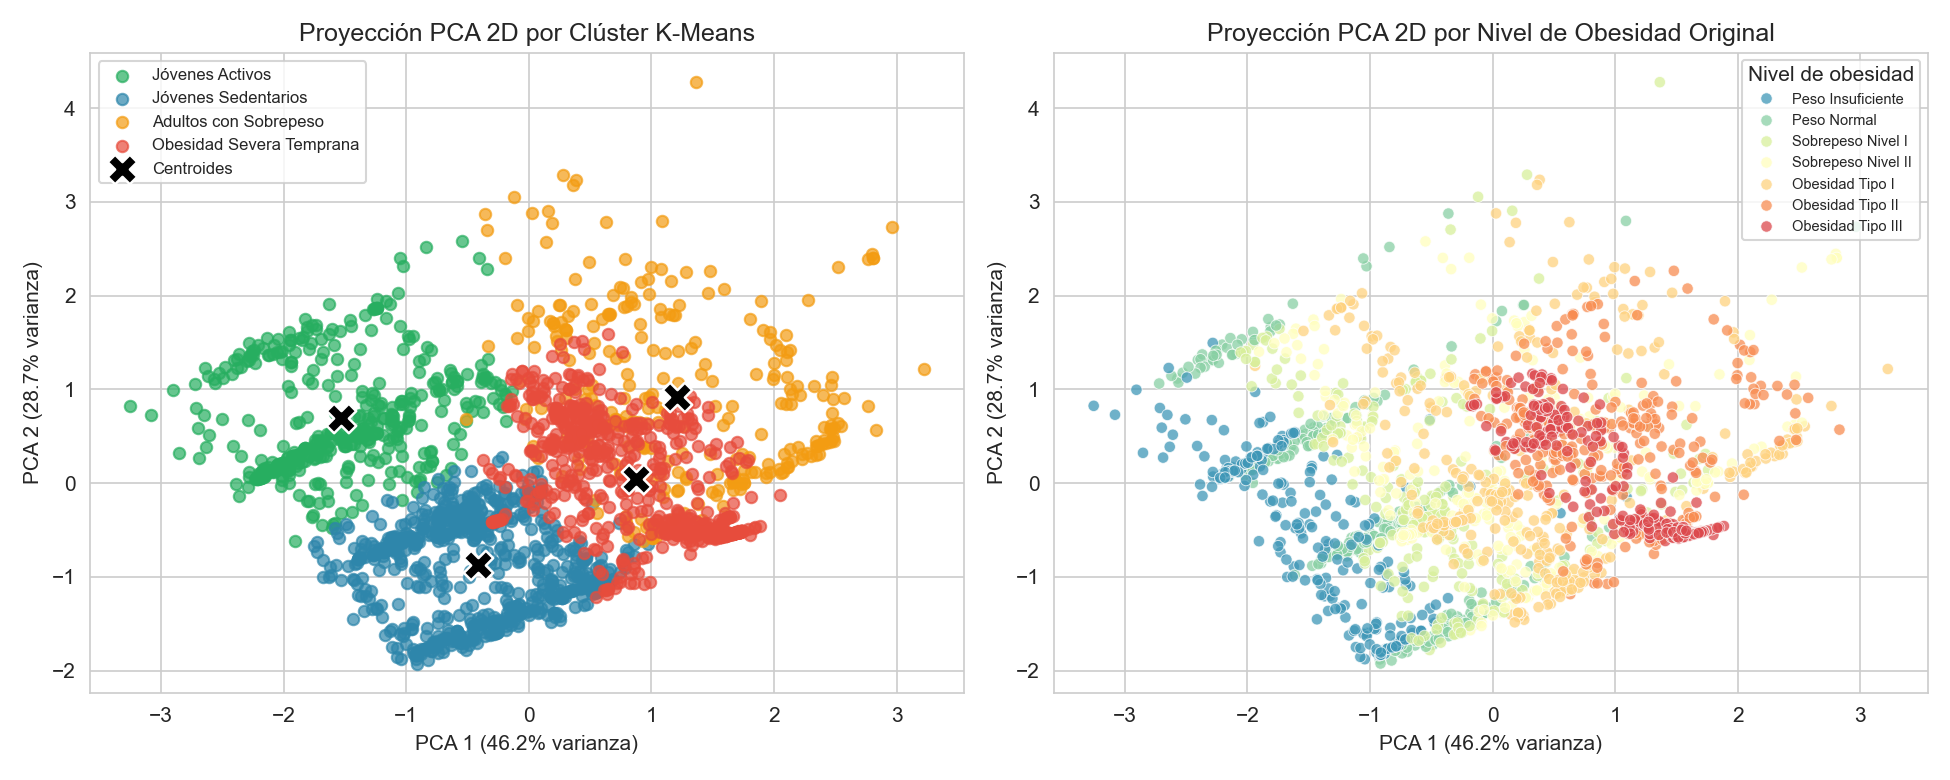 Proyección PCA 2D por Clúster K-Means
Jóvenes Activos
Jóvenes Sedentarios
Adultos con Sobrepeso
Obesidad Severa Temprana
Centroides
4
3
2
1
0
−1
−2
PCA 2 (28.7% varianza)
−3 −2 −1 0 1 2 3
PCA 1 (46.2% varianza)
Proyección PCA 2D por Nivel de Obesidad Original
Nivel de obesidad
Peso Insuficiente
Peso Normal
Sobrepeso Nivel I
Sobrepeso Nivel II
Obesidad Tipo I
Obesidad Tipo II
Obesidad Tipo III
4
3
2
1
0
−1
−2
PCA 2 (28.7% varianza)
−3 −2 −1 0 1 2 3
PCA 1 (46.2% varianza)